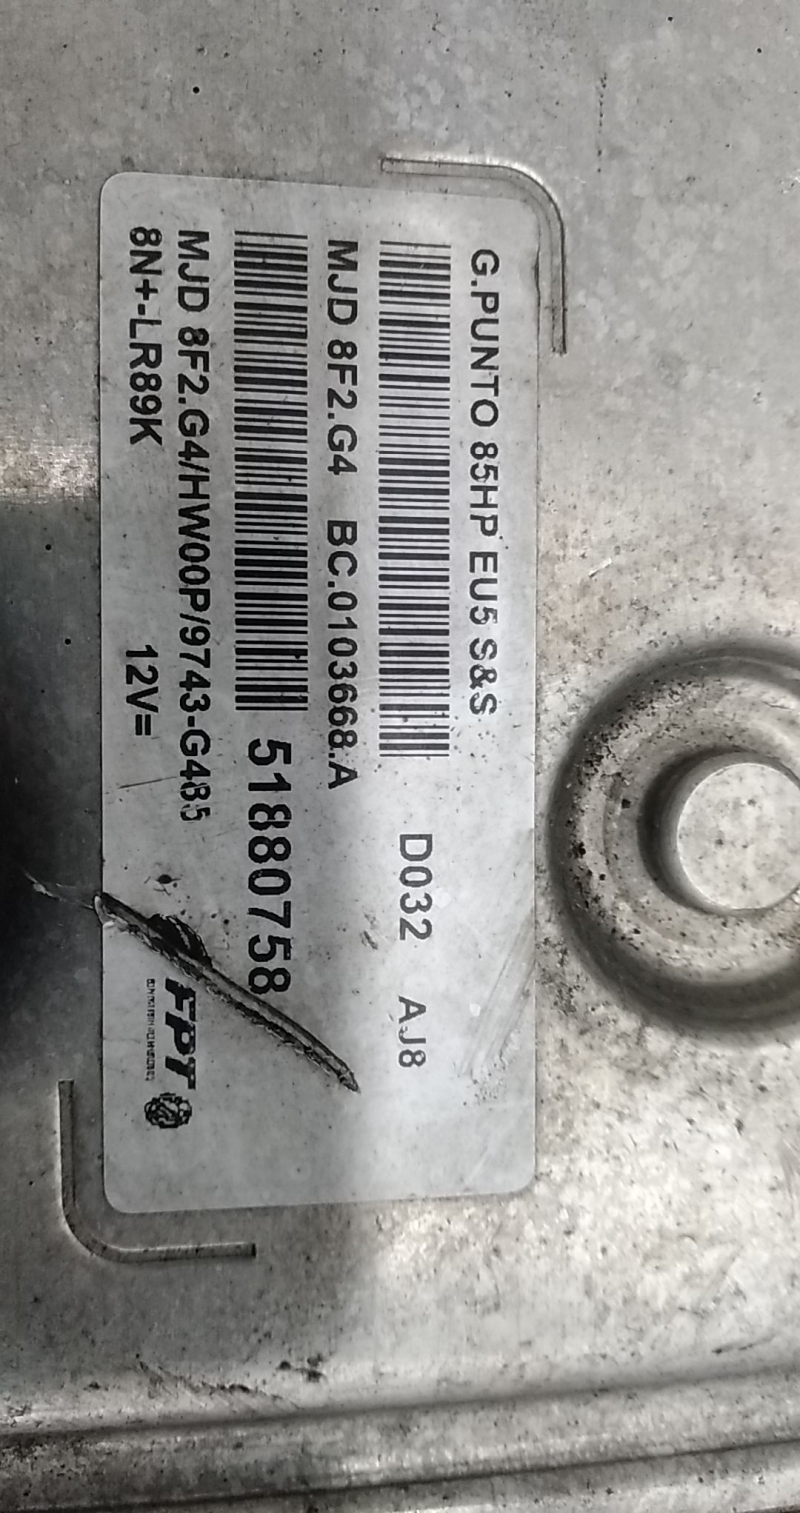 G.PUNTO 85HP EU5 S&S
D032 AJ8
MJD 8F2.G4 BC.0103668.A
51880758
MJD 8F2.G4/HW00P/9743-G485
8N+-LR89K 12V=
FPT